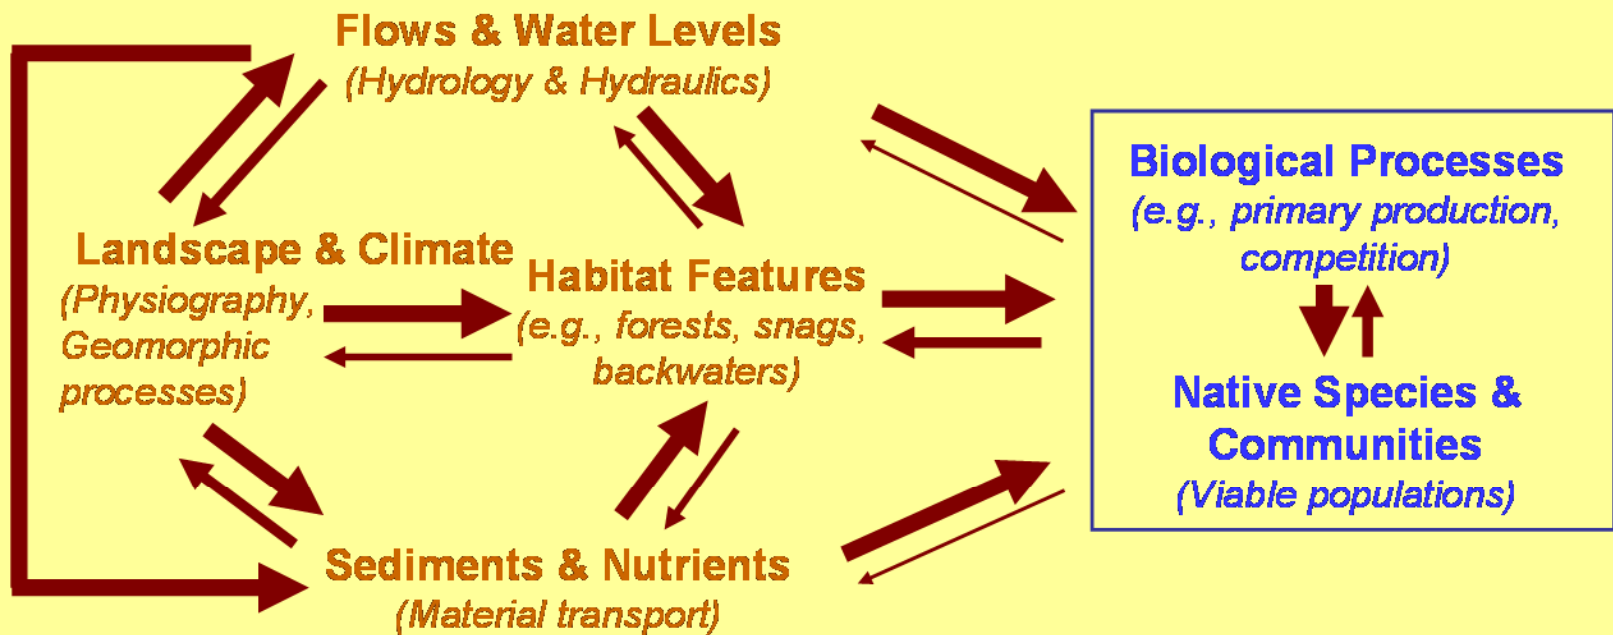 Flows & Water Levels
(Hydrology & Hydraulics)
Landscape & Climate
(Physiography,
Geomorphic
processes)
Habitat Features
(e.g., forests, snags,
backwaters)
Sediments & Nutrients
(Material transport)
Biological Processes
(e.g., primary production,
competition)
Native Species &
Communities
(Viable populations)